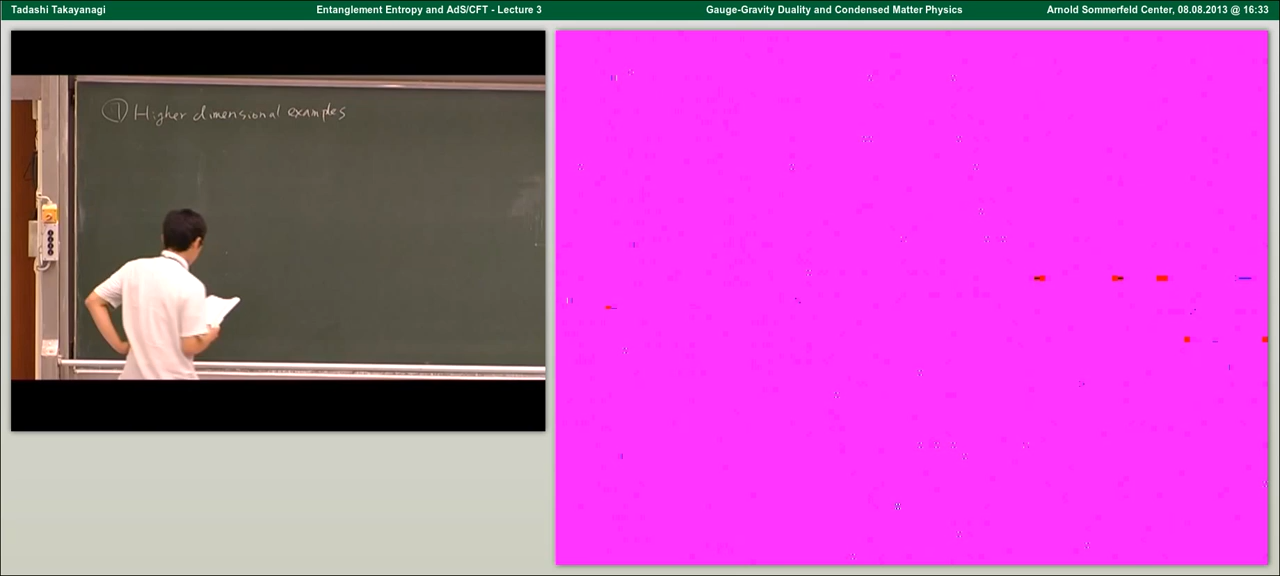 Tadashi Takayanagi
Entanglement Entropy and AdS/CFT - Lecture 3
Gauge-Gravity Duality and Condensed Matter Physics
Arnold Sommerfeld Center, 08.08.2013 @ 16:33
① Higher dimensional examples